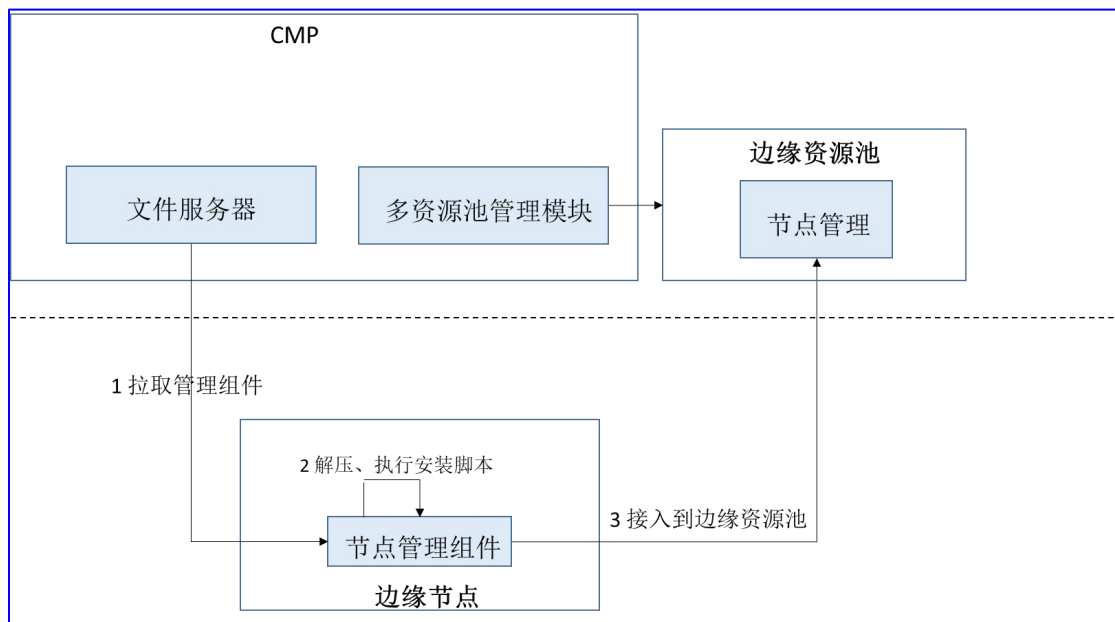 CMP
边缘资源池
文件服务器
多资源池管理模块
节点管理
1 拉取管理组件
2 解压、执行安装脚本
3 接入到边缘资源池
节点管理组件
边缘节点